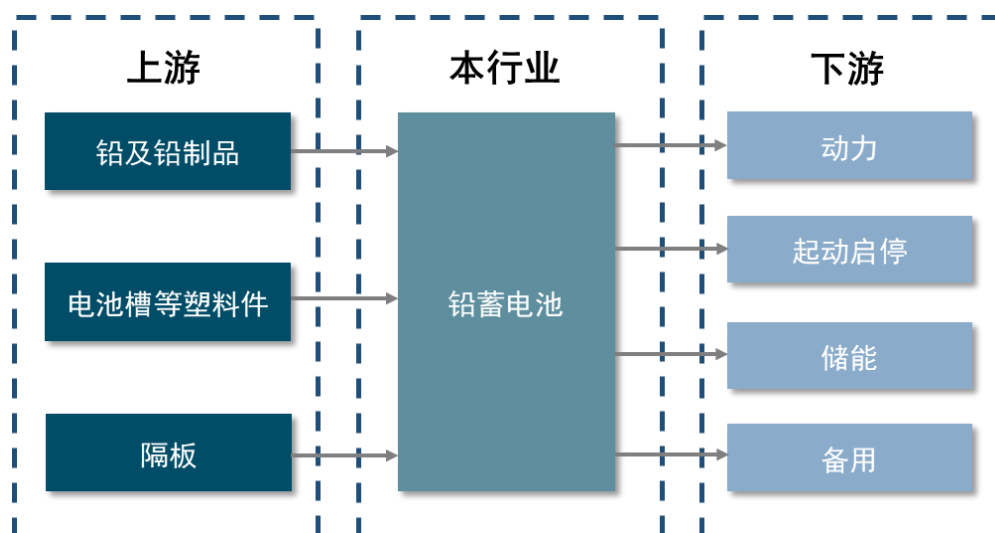 上游
铅及铅制品
电池槽等塑料件
隔板
本行业
铅蓄电池
下游
动力
起动启停
储能
备用